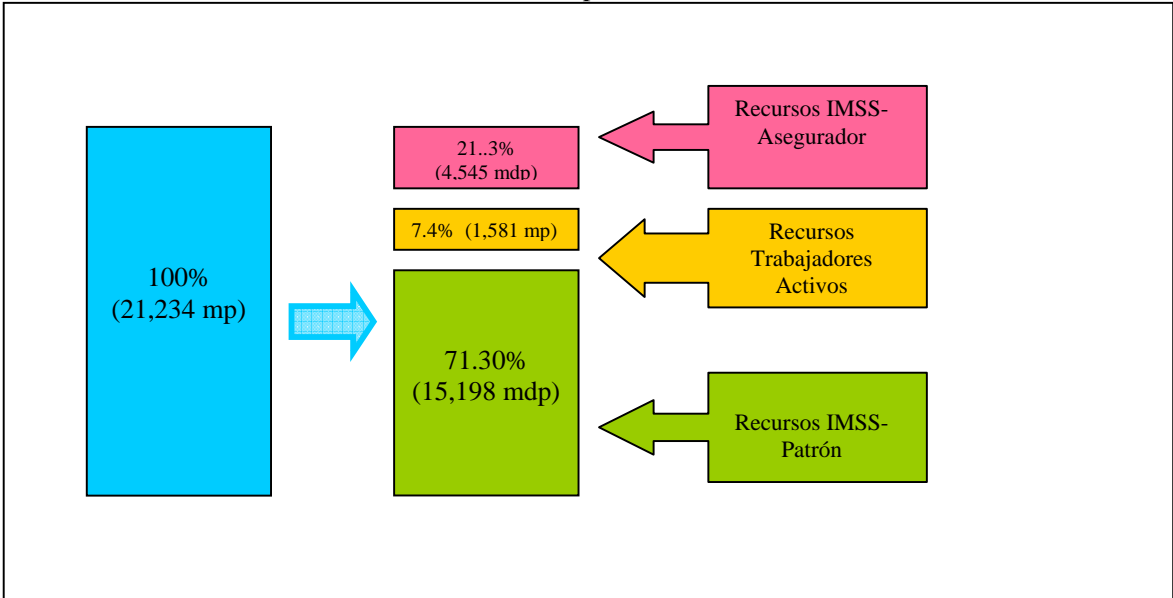 100%
(21,234 mp)
21..3%
(4,545 mdp)
7.4% (1,581 mp)
71.30%
(15,198 mdp)
Recursos IMSS-
Asegurador
Recursos
Trabajadores
Activos
Recursos IMSS-
Patrón